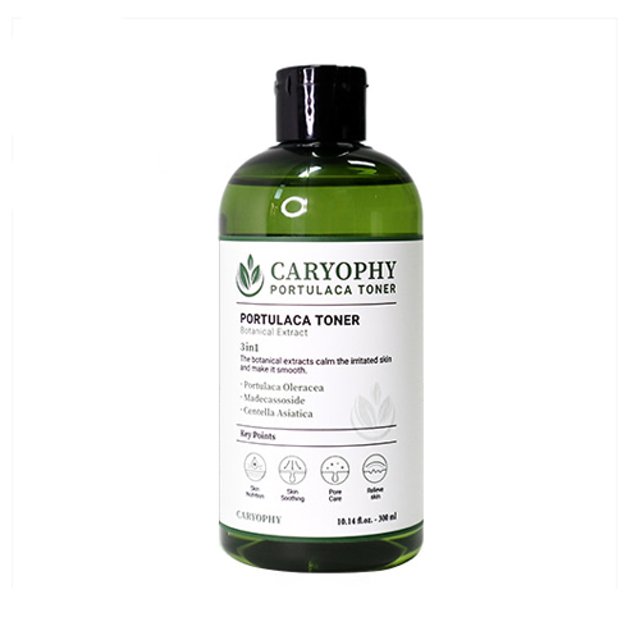 CARYOPHY
PORTULACA TONER
PORTULACA TONER
Botanical Extract
3in1
The botanical extracts calm the irritated skin
and make it smooth.
· Portulaca Oleracea
· Madecassoside
· Centella Asiatica
Key Points
Skin
Nutrition
Skin
Soothing
Pore
Care
Relieve
skin
CARYOPHY
10.14 fl.oz. - 300 ml